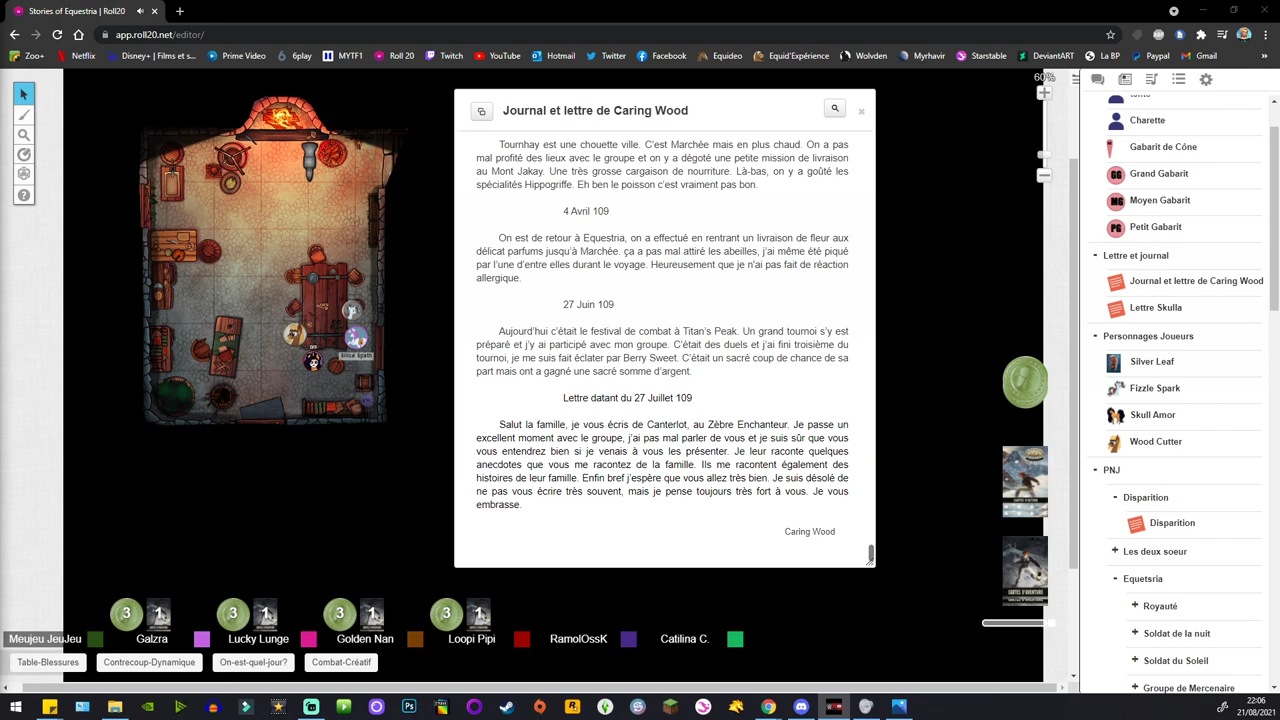 Stories of Equestria | Roll20
app.roll20.net/editor/
Zoo+
Netflix
Disney+ | Films et s...
Prime Video
6play
MYTF1
Roll 20
Twitch
YouTube
Hotmail
Twitter
Facebook
Equideo
Equid'Expérience
Wolvden
Myrhavir
Starstable
DeviantART
La BP
Paypal
Gmail
60%
Journal et lettre de Caring Wood
Tournhay est une chouette ville. C'est Marchée mais en plus chaud. On a pas
mal profité des lieux avec le groupe et on y a dégoté une petite mission de livraison
au Mont Jakay. Une très grosse cargaison de nourriture. Là-bas, on y a goûté les
spécialités Hippogriffe. Eh ben le poisson c'est vraiment pas bon.
4 Avril 109
On est de retour à Equestria, on a effectué en rentrant un livraison de fleur aux
délicat parfums jusqu'à Marchée. ça a pas mal attiré les abeilles, j'ai même été piqué
par l'une d'entre elles durant le voyage. Heureusement que je n'ai pas fait de réaction
allergique.
27 Juin 109
Aujourd'hui c'était le festival de combat à Titan's Peak. Un grand tournoi s'y est
préparé et j'y ai participé avec mon groupe. C'était des duels et j'ai fini troisième du
tournoi, je me suis fait éclater par Berry Sweet. C'était un sacré coup de chance de sa
part mais ont a gagné une sacré somme d'argent.
Lettre datant du 27 Juillet 109
Salut la famille, je vous écris de Canterlot, au Zèbre Enchanteur. Je passe un
excellent moment avec le groupe, j'ai pas mal parler de vous et je suis sûr que vous
vous entendrez bien si je venais à vous les présenter. Je leur raconte quelques
anecdotes que vous me racontez de la famille. Ils me racontent également des
histoires de leur famille. Enfin bref j'espère que vous allez très bien. Je suis désolé de
ne pas vous écrire très souvent, mais je pense toujours très fort à vous. Je vous
embrasse.
Caring Wood
Charette
Gabarit de Cône
GG
Grand Gabarit
MG
Moyen Gabarit
PG
Petit Gabarit
Lettre et journal
Journal et lettre de Caring Wood
Lettre Skulla
Personnages Joueurs
Silver Leaf
Fizzle Spark
Skull Amor
Wood Cutter
PNJ
Disparition
Disparition
Les deux soeur
Equetsria
Royauté
Soldat de la nuit
Soldat du Soleil
Groupe de Mercenaire
3
1
3
1
3
1
3
1
Meujeu JeuJeu
Galzra
Lucky Lunge
Golden Nan
Loopi Pipi
RamolOssK
Catilina C.
Table-Blessures
Contrecoup-Dynamique
On-est-quel-jour?
Combat-Créatif
22:06
21/08/2021